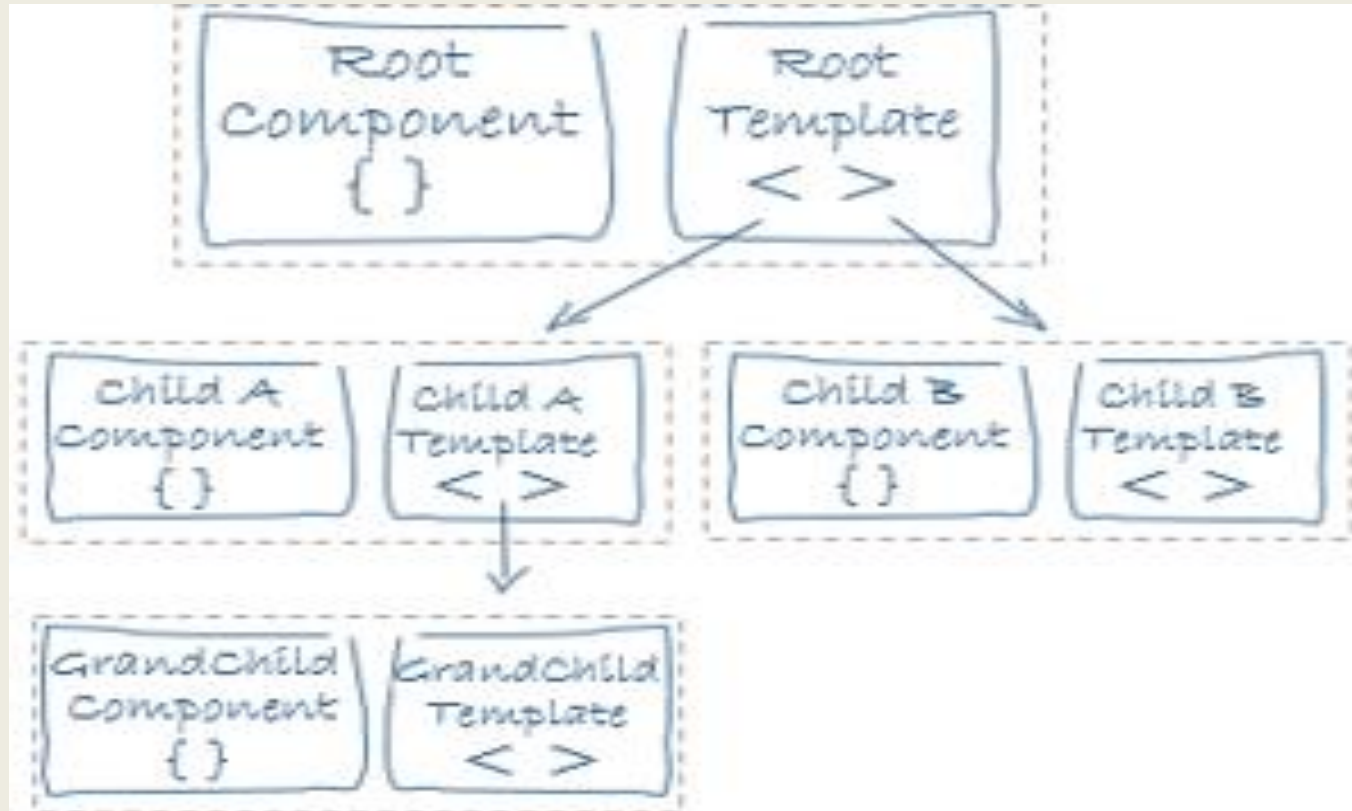 Root
Component
{ }
Root
Template
< >
Child A
Component
{ }
Child A
Template
< >
Child B
Component
{ }
Child B
Template
< >
GrandChild
Component
{ }
GrandChild
Template
< >